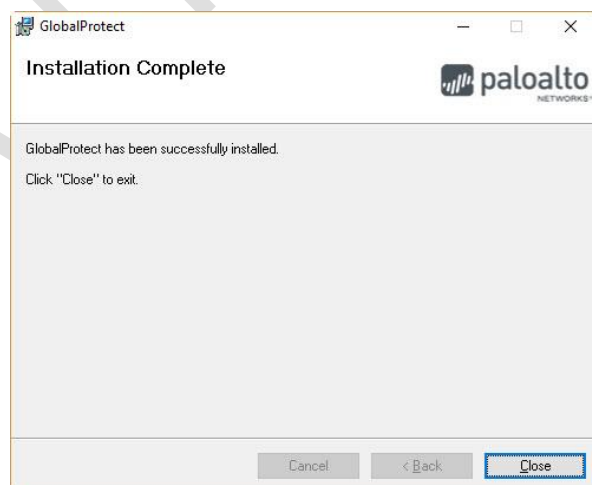 GlobalProtect
Installation Complete
paloalto
NETWORKS
GlobalProtect has been successfully installed.
Click "Close" to exit.
Cancel
< Back
Close